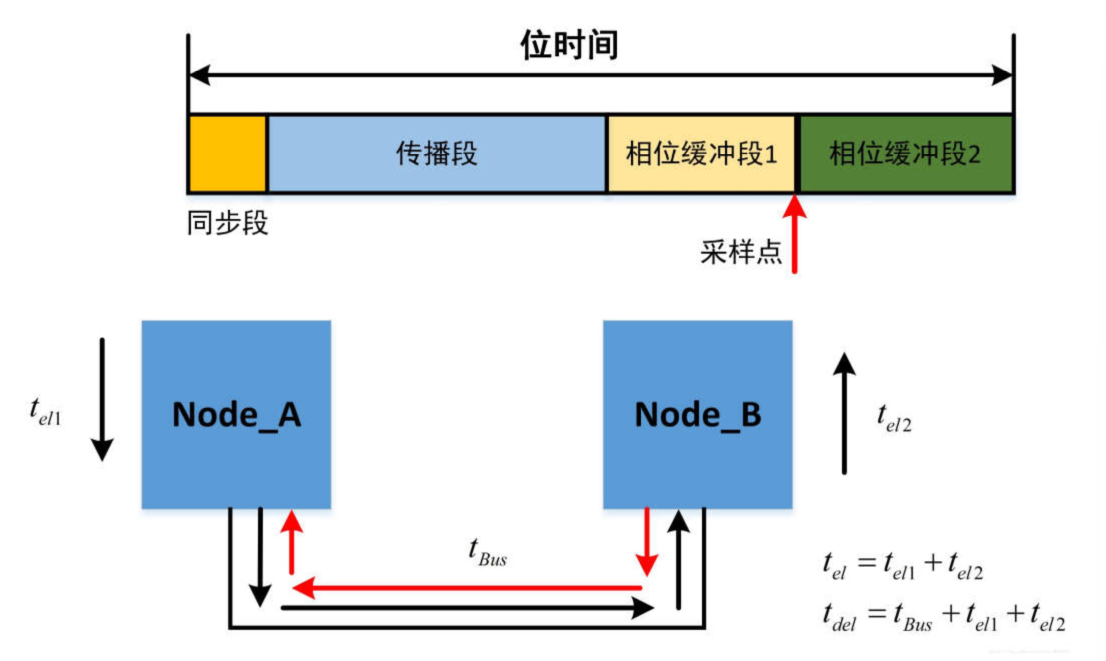 位时间
传播段
相位缓冲段1
相位缓冲段2
同步段
采样点
t_{el1}
Node_A
Node_B
t_{el2}
t_{Bus}
t_{el} = t_{el1} + t_{el2}
t_{del} = t_{Bus} + t_{el1} + t_{el2}